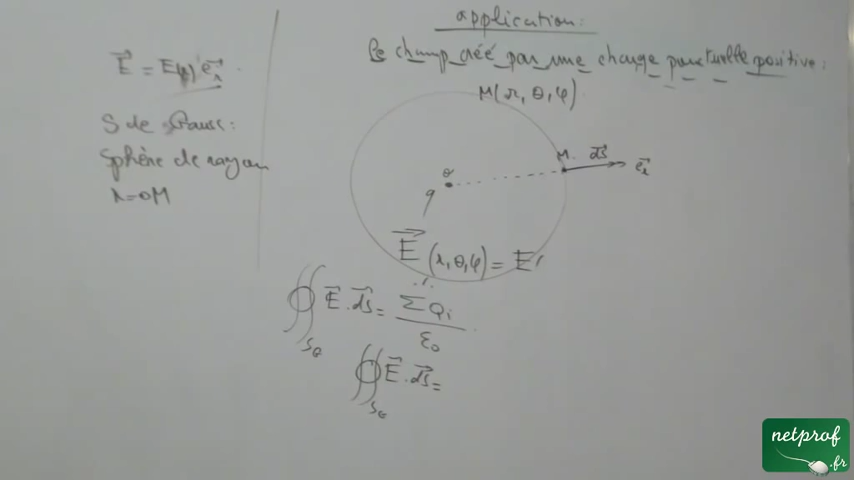 application:
Le champ créé par une charge ponctuelle positive:
E⃗ = E(r) e⃗r
S de Gauss:
sphère de rayon
r = OM
M(r, θ, φ)
M dS⃗ e⃗r
O
q
E⃗(r,θ,φ) = E
∯ E⃗.dS⃗ = ΣQi / ε0
SG
∯ E⃗.dS⃗ =
SG
netprof
.fr